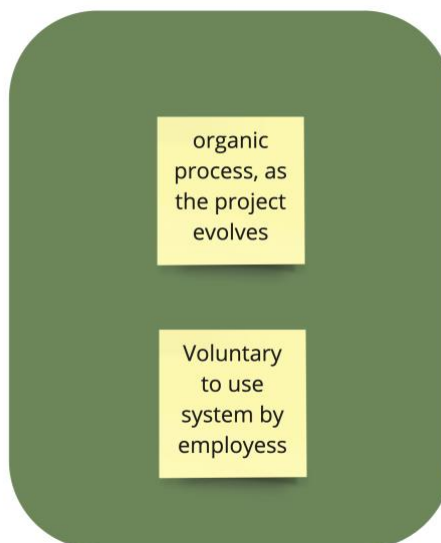 organic
process, as
the project
evolves
Voluntary
to use
system by
employess